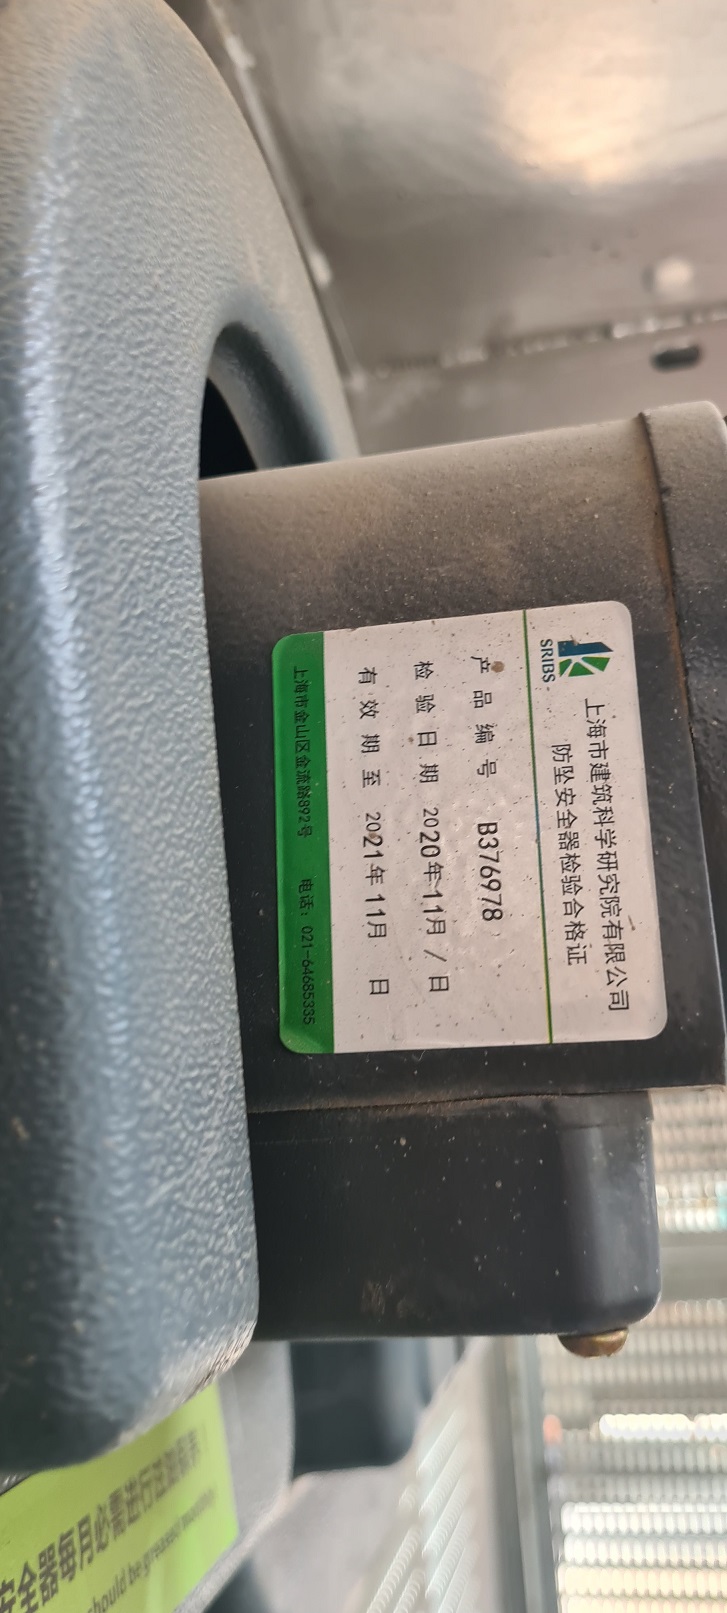 SRIBS
上海市建筑科学研究院有限公司
防坠安全器检验合格证
产品编号 B376978
检验日期 2020年11月/日
有效期至 2021年11月 日
上海市金山区金流路892号 电话：021-64685335
安全器每月必需进行
should be greased